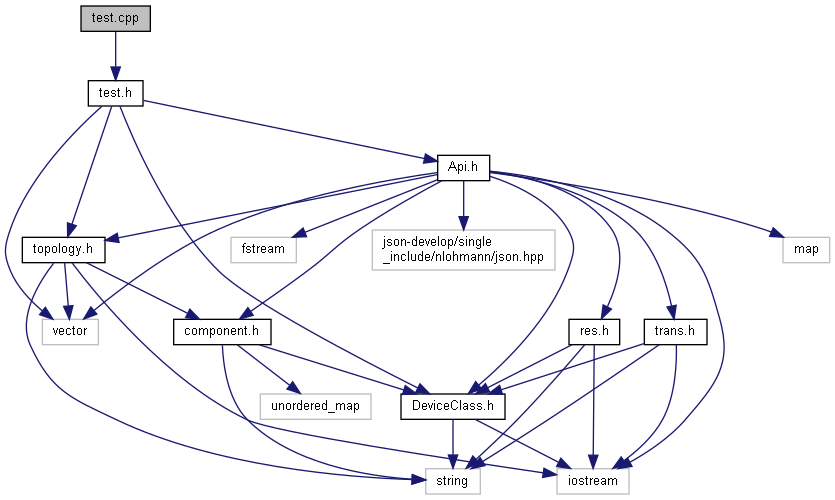 test.cpp
test.h
Api.h
topology.h
fstream
json-develop/single
_include/nlohmann/json.hpp
map
vector
component.h
res.h
trans.h
unordered_map
DeviceClass.h
string
iostream